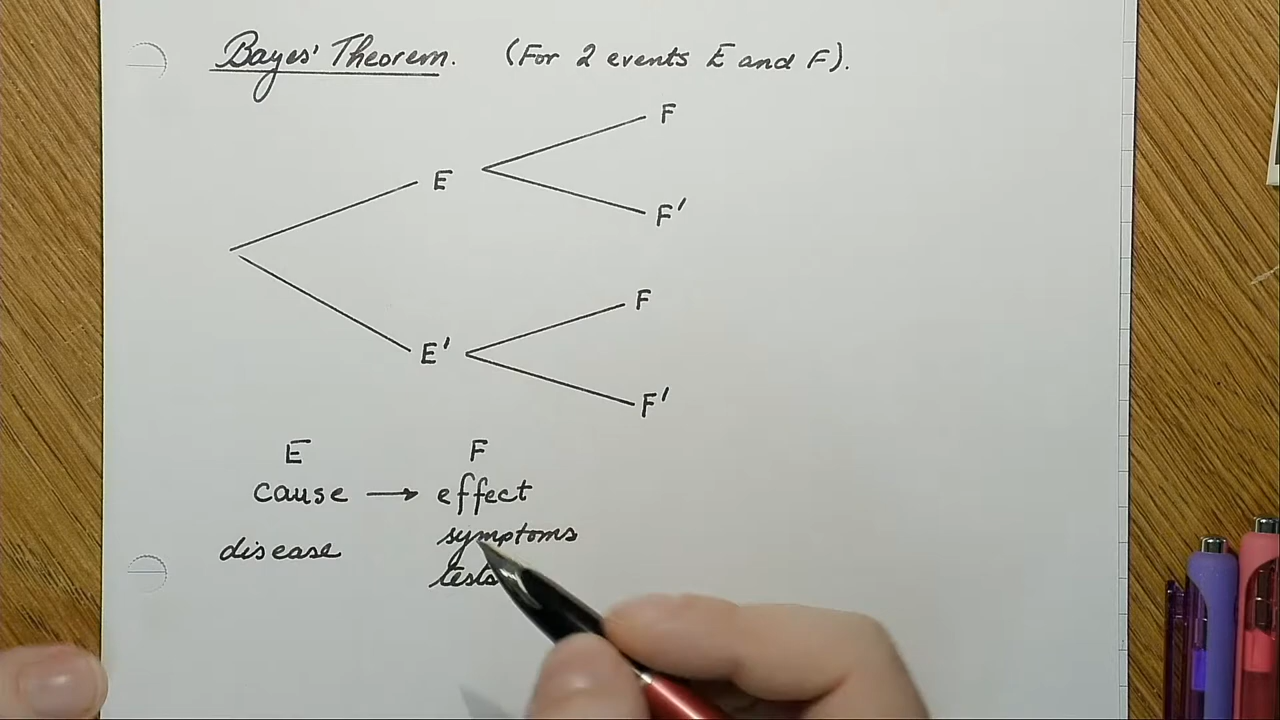 Bayes' Theorem. (For 2 events E and F).
F
E
F'
F
E'
F'
E F
cause → effect
symptoms
disease
tests